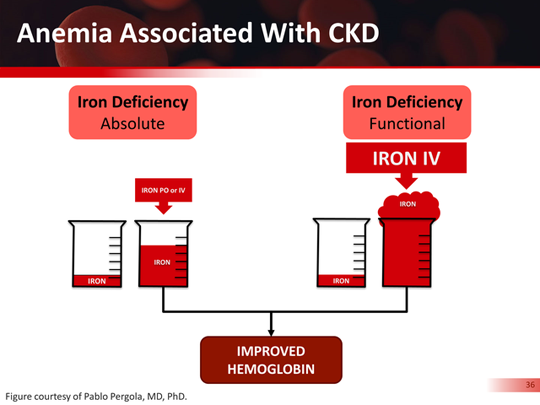 Anemia Associated With CKD
Iron Deficiency
Absolute
Iron Deficiency
Functional
IRON IV
IRON PO or IV
IRON
IRON
IRON
IRON
IMPROVED
HEMOGLOBIN
36
Figure courtesy of Pablo Pergola, MD, PhD.